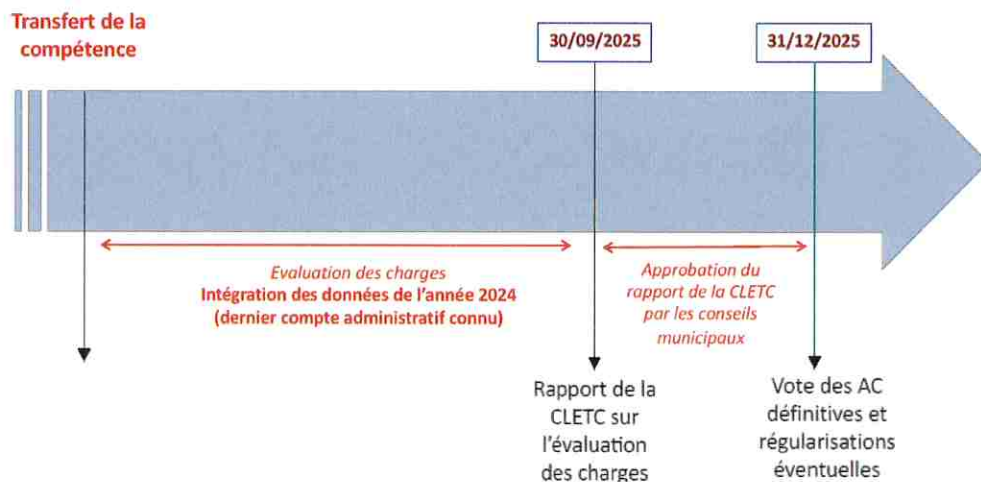 Transfert de la
compétence
30/09/2025
31/12/2025
Evaluation des charges
Intégration des données de l'année 2024
(dernier compte administratif connu)
Approbation du
rapport de la CLETC
par les conseils
municipaux
Rapport de la
CLETC sur
l'évaluation
des charges
Vote des AC
définitives et
régularisations
éventuelles